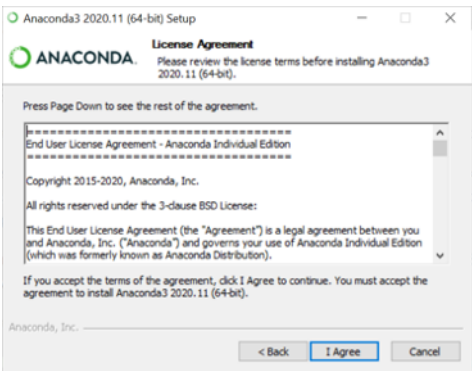 Anaconda3 2020.11 (64-bit) Setup
ANACONDA.
License Agreement
Please review the license terms before installing Anaconda3
2020.11 (64-bit).
Press Page Down to see the rest of the agreement.
=====================================
End User License Agreement - Anaconda Individual Edition
=====================================
Copyright 2015-2020, Anaconda, Inc.
All rights reserved under the 3-clause BSD License:
This End User License Agreement (the "Agreement") is a legal agreement between you
and Anaconda, Inc. ("Anaconda") and governs your use of Anaconda Individual Edition
(which was formerly known as Anaconda Distribution).
If you accept the terms of the agreement, click I Agree to continue. You must accept the
agreement to install Anaconda3 2020.11 (64-bit).
Anaconda, Inc.
< Back I Agree Cancel